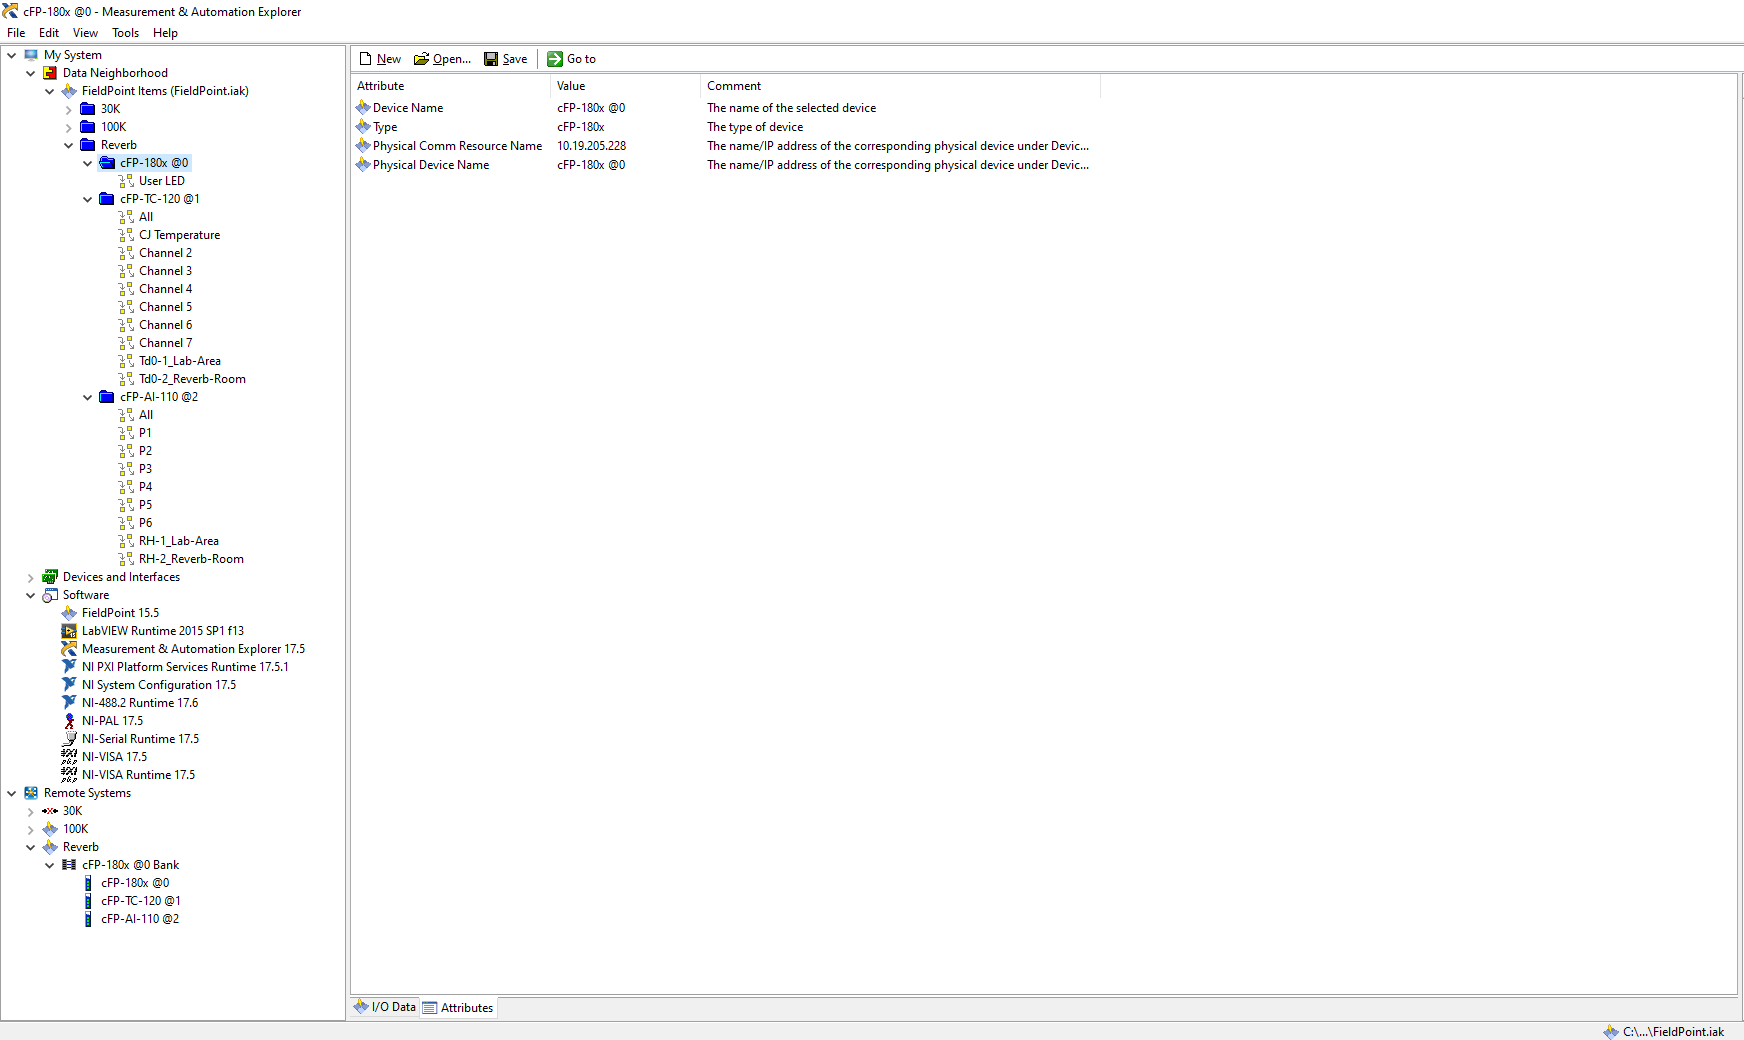 cFP-180x @0 - Measurement & Automation Explorer
File Edit View Tools Help
My System
Data Neighborhood
FieldPoint Items (FieldPoint.iak)
30K
100K
Reverb
cFP-180x @0
User LED
cFP-TC-120 @1
All
CJ Temperature
Channel 2
Channel 3
Channel 4
Channel 5
Channel 6
Channel 7
Td0-1_Lab-Area
Td0-2_Reverb-Room
cFP-AI-110 @2
All
P1
P2
P3
P4
P5
P6
RH-1_Lab-Area
RH-2_Reverb-Room
Devices and Interfaces
Software
FieldPoint 15.5
LabVIEW Runtime 2015 SP1 f13
Measurement & Automation Explorer 17.5
NI PXI Platform Services Runtime 17.5.1
NI System Configuration 17.5
NI-488.2 Runtime 17.6
NI-PAL 17.5
NI-Serial Runtime 17.5
NI-VISA 17.5
NI-VISA Runtime 17.5
Remote Systems
30K
100K
Reverb
cFP-180x @0 Bank
cFP-180x @0
cFP-TC-120 @1
cFP-AI-110 @2
New Open... Save Go to
Attribute Value Comment
Device Name cFP-180x @0 The name of the selected device
Type cFP-180x The type of device
Physical Comm Resource Name 10.19.205.228 The name/IP address of the corresponding physical device under Devic...
Physical Device Name cFP-180x @0 The name/IP address of the corresponding physical device under Devic...
I/O Data Attributes
C:\...\FieldPoint.iak